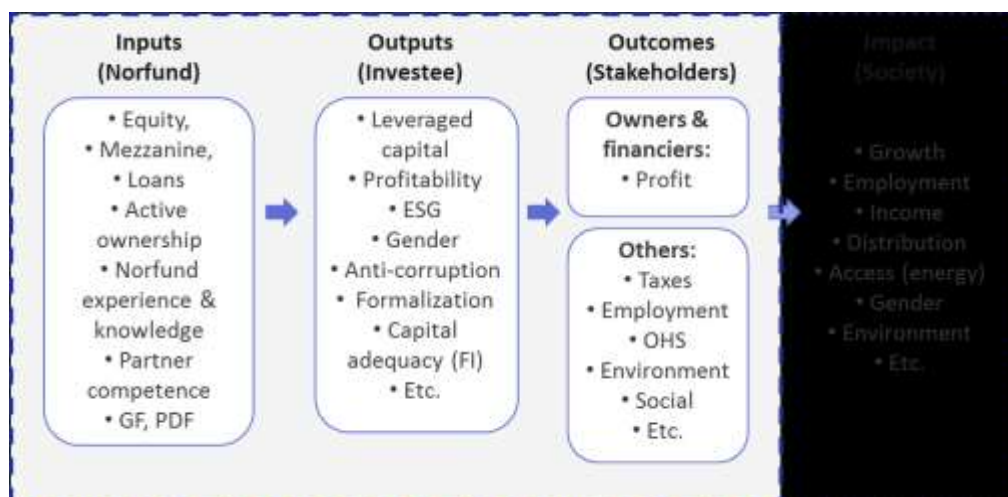 Inputs
(Norfund)
• Equity,
• Mezzanine,
• Loans
• Active
ownership
• Norfund
experience &
knowledge
• Partner
competence
• GF, PDF
Outputs
(Investee)
• Leveraged
capital
• Profitability
• ESG
• Gender
• Anti-corruption
• Formalization
• Capital
adequacy (FI)
• Etc.
Outcomes
(Stakeholders)
Owners &
financiers:
• Profit
Others:
• Taxes
• Employment
• OHS
• Environment
• Social
• Etc.
Impact
(Society)
• Growth
• Employment
• Income
• Distribution
• Access (energy)
• Gender
• Environment
• Etc.